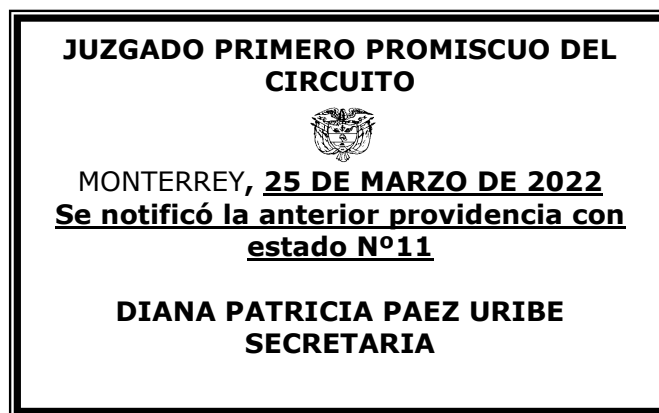 JUZGADO PRIMERO PROMISCUO DEL
CIRCUITO
MONTERREY, 25 DE MARZO DE 2022
Se notificó la anterior providencia con
estado Nº11
DIANA PATRICIA PAEZ URIBE
SECRETARIA